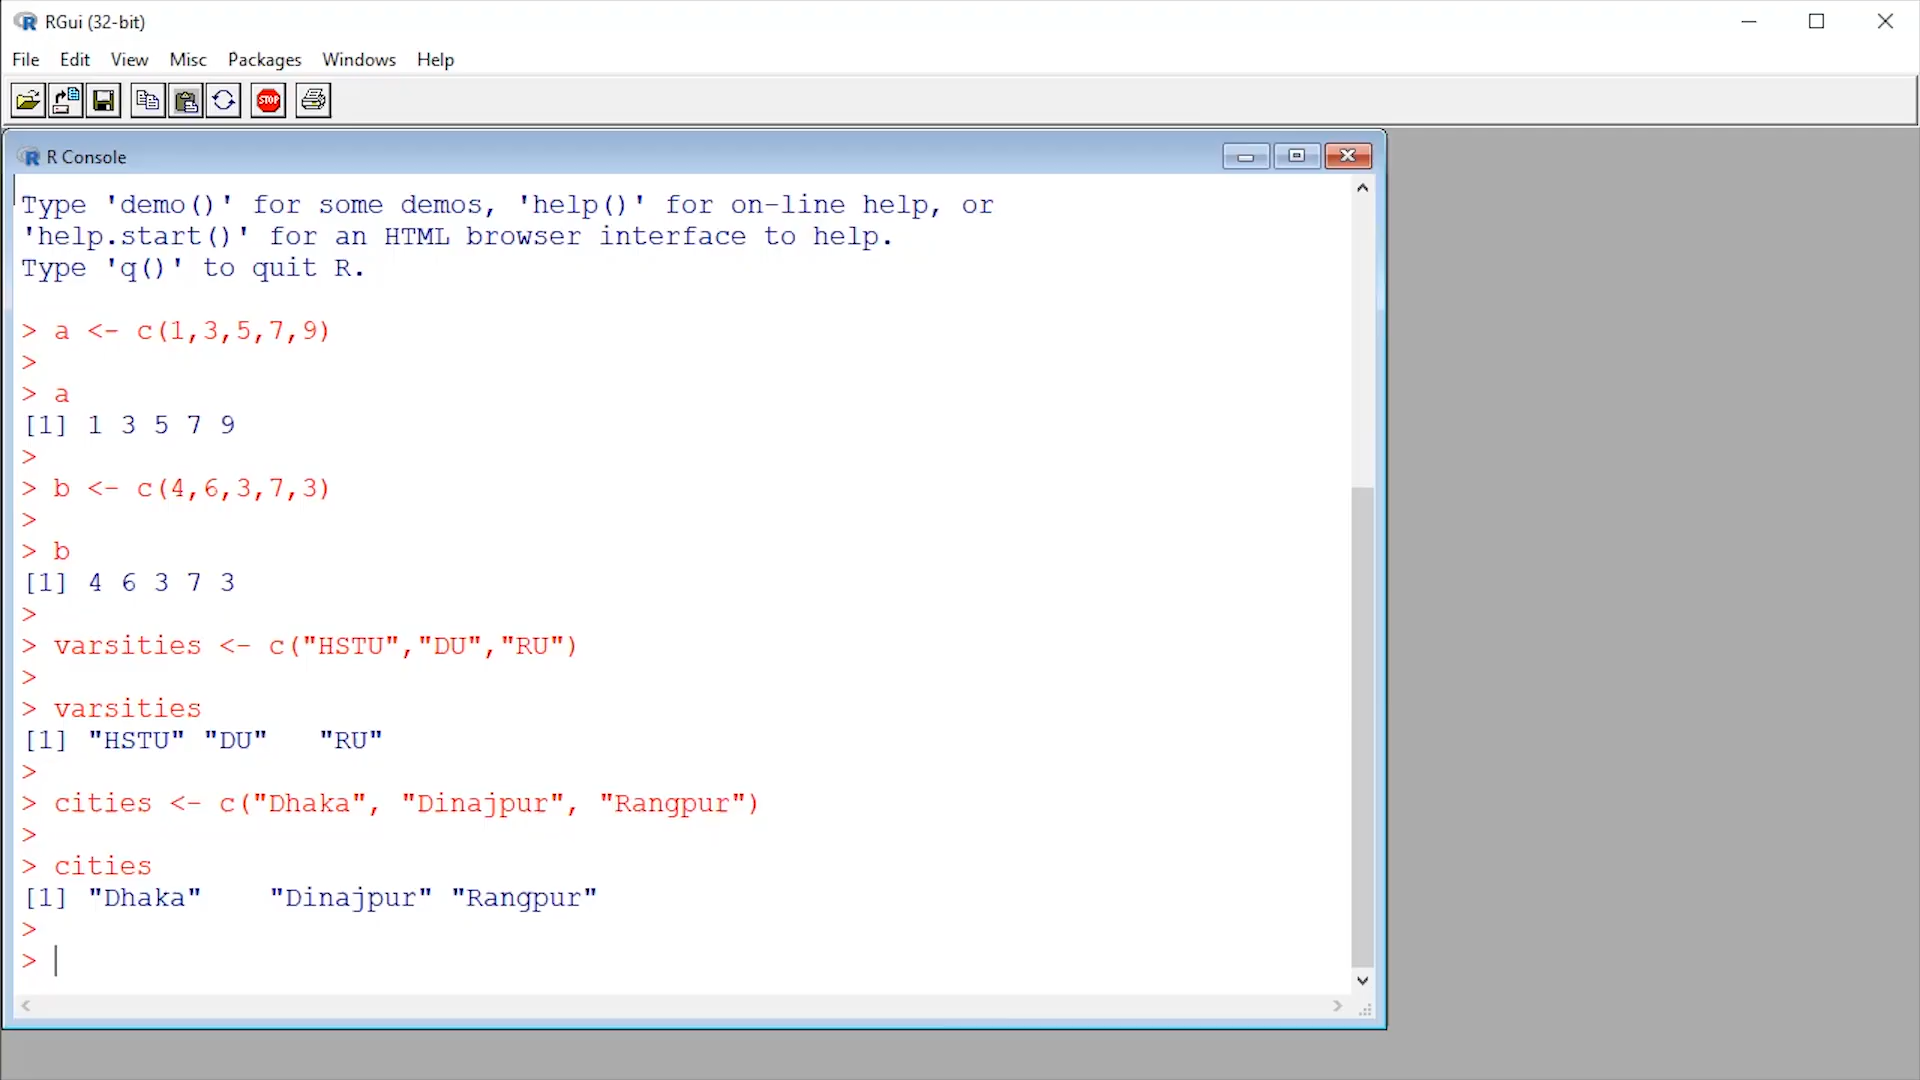 RGui (32-bit)
File Edit View Misc Packages Windows Help
STOP
R Console
Type 'demo()' for some demos, 'help()' for on-line help, or
'help.start()' for an HTML browser interface to help.
Type 'q()' to quit R.
> a <- c(1,3,5,7,9)
>
> a
[1] 1 3 5 7 9
>
> b <- c(4,6,3,7,3)
>
> b
[1] 4 6 3 7 3
>
> varsities <- c("HSTU","DU","RU")
>
> varsities
[1] "HSTU" "DU"   "RU"
>
> cities <- c("Dhaka", "Dinajpur", "Rangpur")
>
> cities
[1] "Dhaka"    "Dinajpur" "Rangpur"
>
>